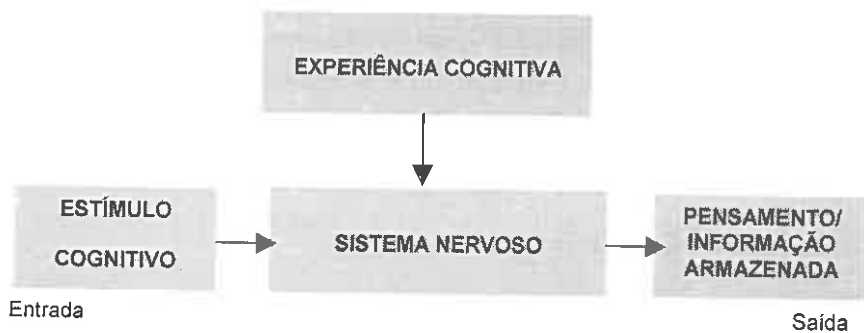 EXPERIÊNCIA COGNITIVA
ESTÍMULO
COGNITIVO
SISTEMA NERVOSO
PENSAMENTO/
INFORMAÇÃO
ARMAZENADA
Entrada
Saída